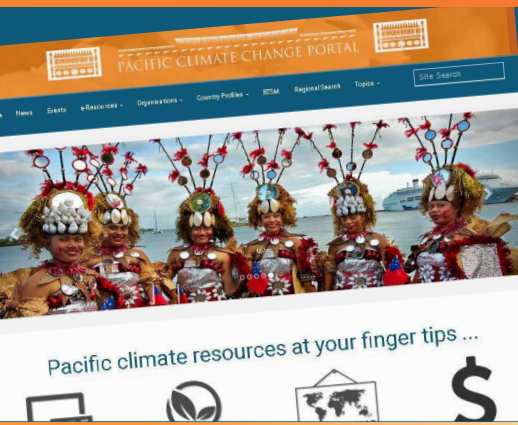 PACIFIC CLIMATE CHANGE PORTAL
News Events e-Resources Organisations Country Profiles RTSM Regional Search Topics
Site Search
Pacific climate resources at your finger tips ...
$